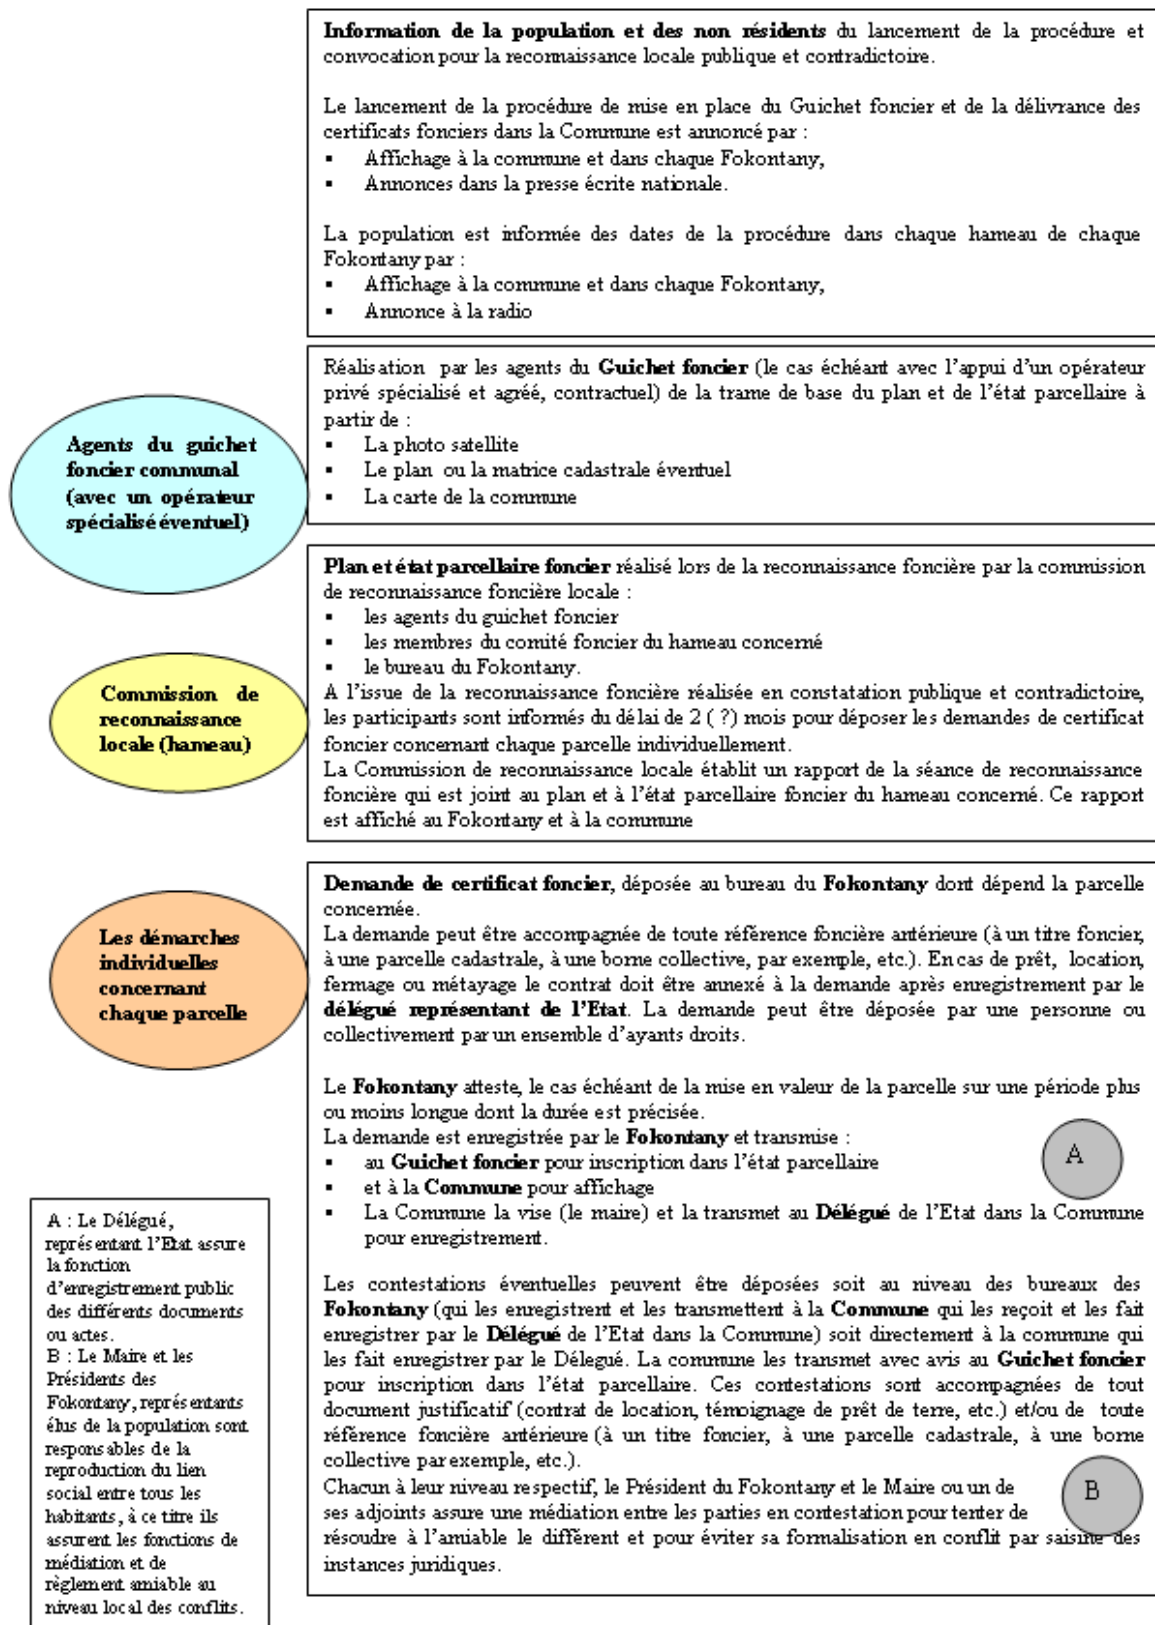 Information de la population et des non résidents du lancement de la procédure et
convocation pour la reconnaissance locale publique et contradictoire.
Le lancement de la procédure de mise en place du Guichet foncier et de la délivrance des
certificats fonciers dans la Commune est annoncé par :
▪ Affichage à la commune et dans chaque Fokontany,
▪ Annonces dans la presse écrite nationale.
La population est informée des dates de la procédure dans chaque hameau de chaque
Fokontany par :
▪ Affichage à la commune et dans chaque Fokontany,
▪ Annonce à la radio
Agents du guichet
foncier communal
(avec un opérateur
spécialisé éventuel)
Réalisation par les agents du Guichet foncier (le cas échéant avec l'appui d'un opérateur
privé spécialisé et agréé, contractuel) de la trame de base du plan et de l'état parcellaire à
partir de :
▪ La photo satellite
▪ Le plan ou la matrice cadastrale éventuel
▪ La carte de la commune
Commission de
reconnaissance
locale (hameau)
Plan et état parcellaire foncier réalisé lors de la reconnaissance foncière par la commission
de reconnaissance foncière locale :
▪ les agents du guichet foncier
▪ les membres du comité foncier du hameau concerné
▪ le bureau du Fokontany.
A l'issue de la reconnaissance foncière réalisée en constatation publique et contradictoire,
les participants sont informés du délai de 2 ( ?) mois pour déposer les demandes de certificat
foncier concernant chaque parcelle individuellement.
La Commission de reconnaissance locale établit un rapport de la séance de reconnaissance
foncière qui est joint au plan et à l'état parcellaire foncier du hameau concerné. Ce rapport
est affiché au Fokontany et à la commune
Les démarches
individuelles
concernant
chaque parcelle
Demande de certificat foncier, déposée au bureau du Fokontany dont dépend la parcelle
concernée.
La demande peut être accompagnée de toute référence foncière antérieure (à un titre foncier,
à une parcelle cadastrale, à une borne collective, par exemple, etc.). En cas de prêt, location,
fermage ou métayage le contrat doit être annexé à la demande après enregistrement par le
délégué représentant de l'Etat. La demande peut être déposée par une personne ou
collectivement par un ensemble d'ayants droits.
Le Fokontany atteste, le cas échéant de la mise en valeur de la parcelle sur une période plus
ou moins longue dont la durée est précisée.
La demande est enregistrée par le Fokontany et transmise :
▪ au Guichet foncier pour inscription dans l'état parcellaire
▪ et à la Commune pour affichage
▪ La Commune la vise (le maire) et la transmet au Délégué de l'Etat dans la Commune
pour enregistrement.
A
Les contestations éventuelles peuvent être déposées soit au niveau des bureaux des
Fokontany (qui les enregistrent et les transmettent à la Commune qui les reçoit et les fait
enregistrer par le Délégué de l'Etat dans la Commune) soit directement à la commune qui
les fait enregistrer par le Délegué. La commune les transmet avec avis au Guichet foncier
pour inscription dans l'état parcellaire. Ces contestations sont accompagnées de tout
document justificatif (contrat de location, témoignage de prêt de terre, etc.) et/ou de toute
référence foncière antérieure (à un titre foncier, à une parcelle cadastrale, à une borne
collective par exemple, etc.).
Chacun à leur niveau respectif, le Président du Fokontany et le Maire ou un de
ses adjoints assure une médiation entre les parties en contestation pour tenter de
résoudre à l'amiable le différent et pour éviter sa formalisation en conflit par saisine des
instances juridiques.
B
A : Le Délégué,
représentant l'Etat assure
la fonction
d'enregistrement public
des différents documents
ou actes.
B : Le Maire et les
Présidents des
Fokontany, représentants
élus de la population sont
responsables de la
reproduction du lien
social entre tous les
habitants, à ce titre ils
assurent les fonctions de
médiation et de
règlement amiable au
niveau local des conflits.